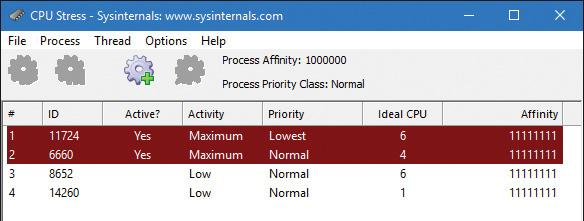 CPU Stress - Sysinternals: www.sysinternals.com
File Process Thread Options Help
Process Affinity: 1000000
Process Priority Class: Normal
# ID Active? Activity Priority Ideal CPU Affinity
1 11724 Yes Maximum Lowest 6 11111111
2 6660 Yes Maximum Normal 4 11111111
3 8652 Low Normal 6 11111111
4 14260 Low Normal 1 11111111